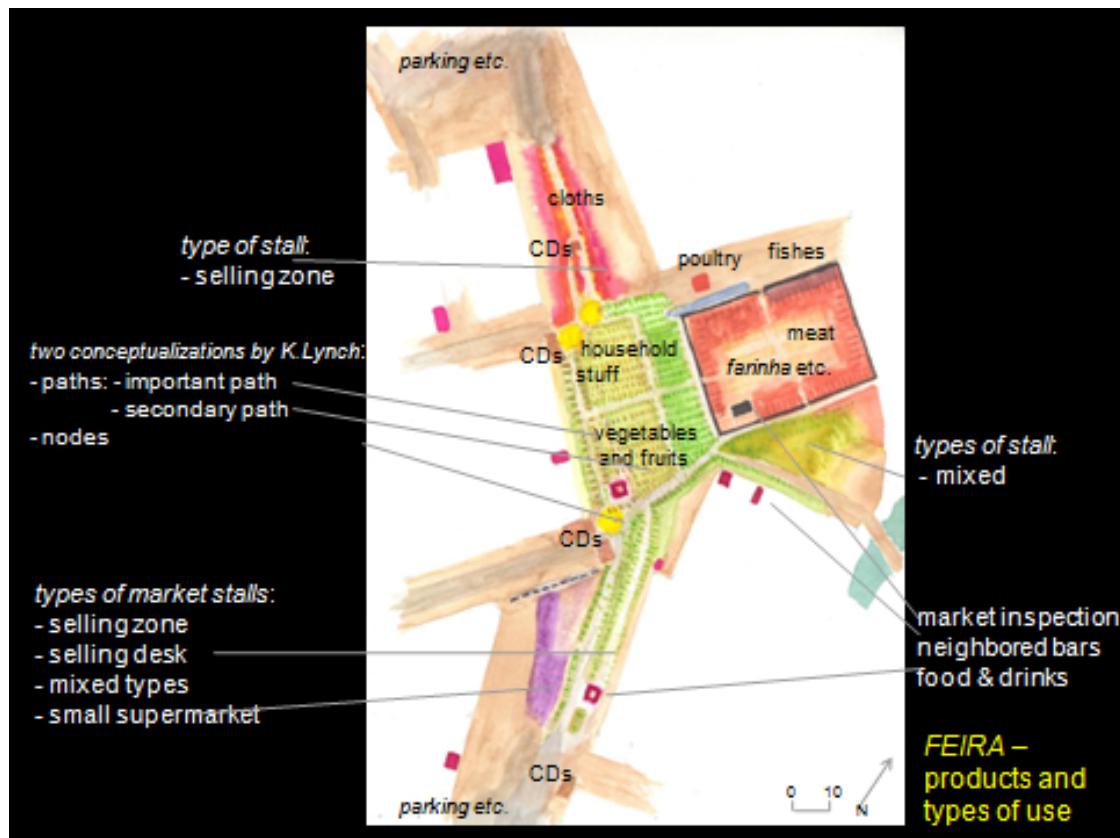 parking etc.
cloths
CDs
poultry
fishes
type of stall:
- selling zone
meat
farinha etc.
CDs
household
stuff
two conceptualizations by K.Lynch:
- paths: - important path
- secondary path
- nodes
vegetables
and fruits
types of stall:
- mixed
CDs
types of market stalls:
- selling zone
- selling desk
- mixed types
- small supermarket
market inspection
neighbored bars
food & drinks
FEIRA –
products and
types of use
CDs
0 10
N
parking etc.